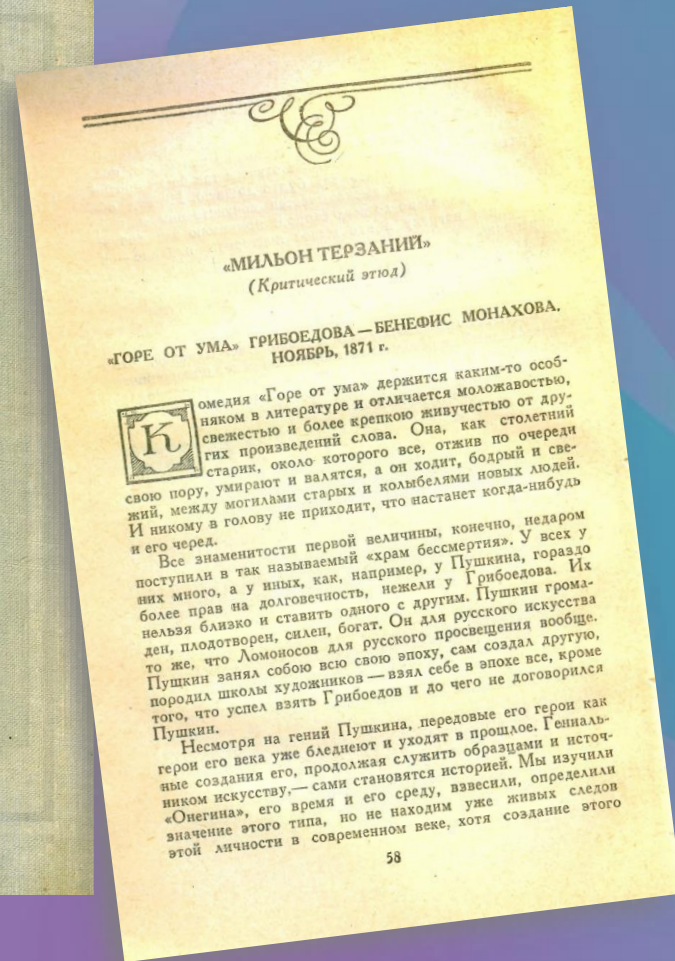 «МИЛЬОН ТЕРЗАНИЙ»
(Критический этюд)
«ГОРЕ ОТ УМА» ГРИБОЕДОВА — БЕНЕФИС МОНАХОВА.
НОЯБРЬ, 1871 г.
Комедия «Горе от ума» держится каким-то особ-
няком в литературе и отличается моложавостью,
свежестью и более крепкою живучестью от дру-
гих произведений слова. Она, как столетний
старик, около которого все, отжив по очереди
свою пору, умирают и валятся, а он ходит, бодрый и све-
жий, между могилами старых и колыбелями новых людей.
И никому в голову не приходит, что настанет когда-нибудь
и его черед.
Все знаменитости первой величины, конечно, недаром
поступили в так называемый «храм бессмертия». У всех у
них много, а у иных, как, например, у Пушкина, гораздо
более прав на долговечность, нежели у Грибоедова. Их
нельзя близко и ставить одного с другим. Пушкин грома-
ден, плодотворен, силен, богат. Он для русского искусства
то же, что Ломоносов для русского просвещения вообще.
Пушкин занял собою всю свою эпоху, сам создал другую,
породил школы художников — взял себе в эпохе все, кроме
того, что успел взять Грибоедов и до чего не договорился
Пушкин.
Несмотря на гений Пушкина, передовые его герои как
герои его века уже бледнеют и уходят в прошлое. Гениаль-
ные создания его, продолжая служить образцами и источ-
ником искусству,— сами становятся историей. Мы изучили
«Онегина», его время и его среду, взвесили, определили
значение этого типа, но не находим уже живых следов
этой личности в современном веке, хотя создание этого
58